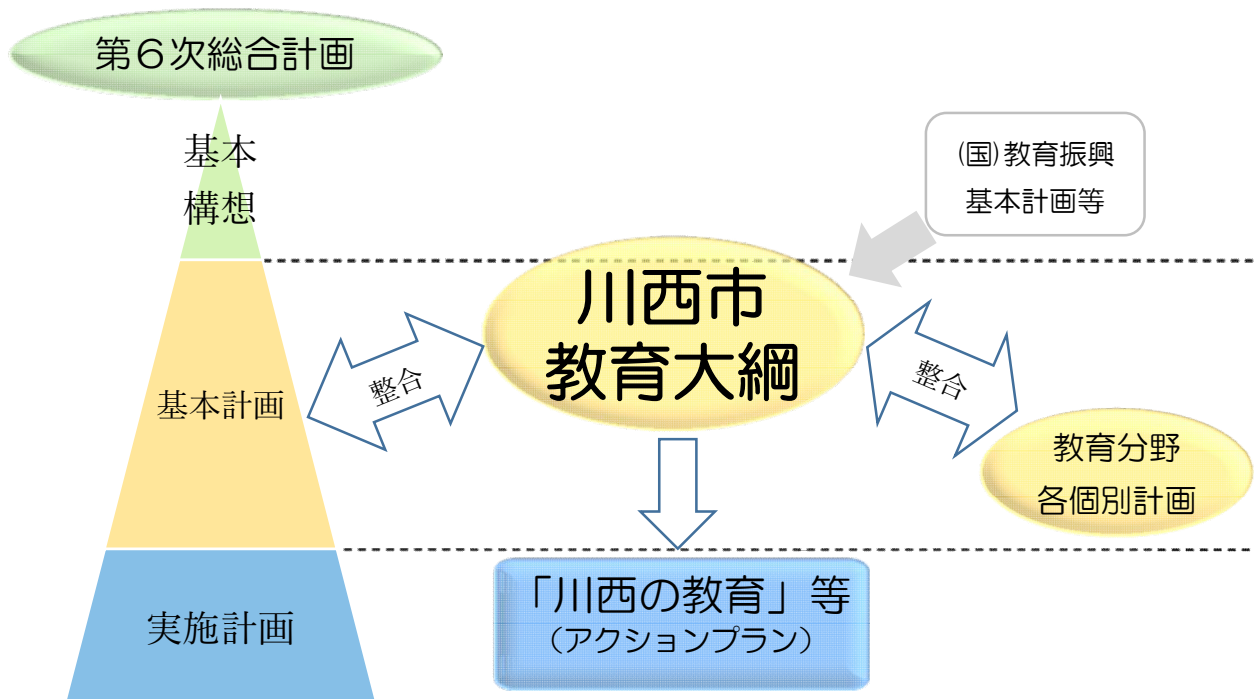 第６次総合計画
基本
構想
(国)教育振興
基本計画等
川西市
教育大綱
整合
整合
基本計画
教育分野
各個別計画
「川西の教育」等
（アクションプラン）
実施計画